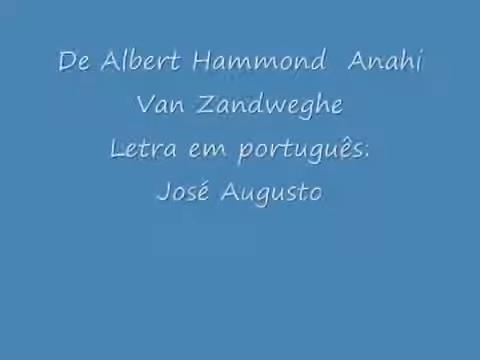 De Albert Hammond  Anahi
Van Zandweghe
Letra em português:
José Augusto